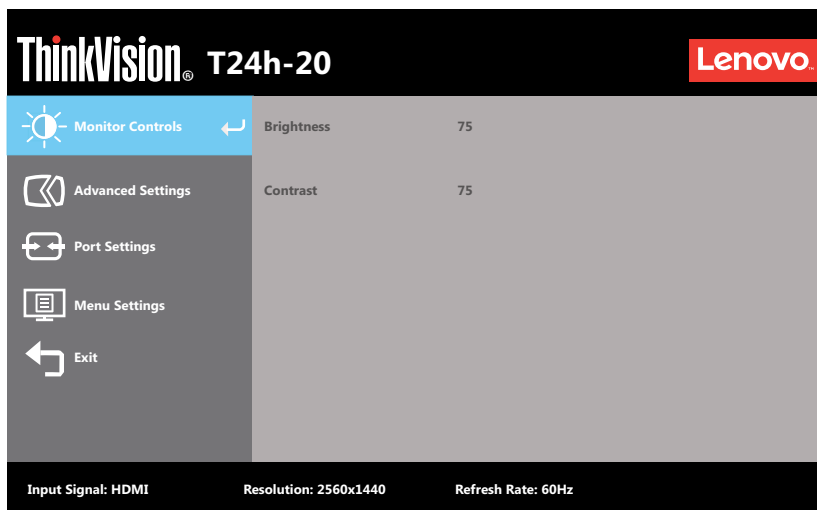 ThinkVision® T24h-20
Lenovo™
Monitor Controls Brightness 75
Advanced Settings Contrast 75
Port Settings
Menu Settings
Exit
Input Signal: HDMI Resolution: 2560x1440 Refresh Rate: 60Hz